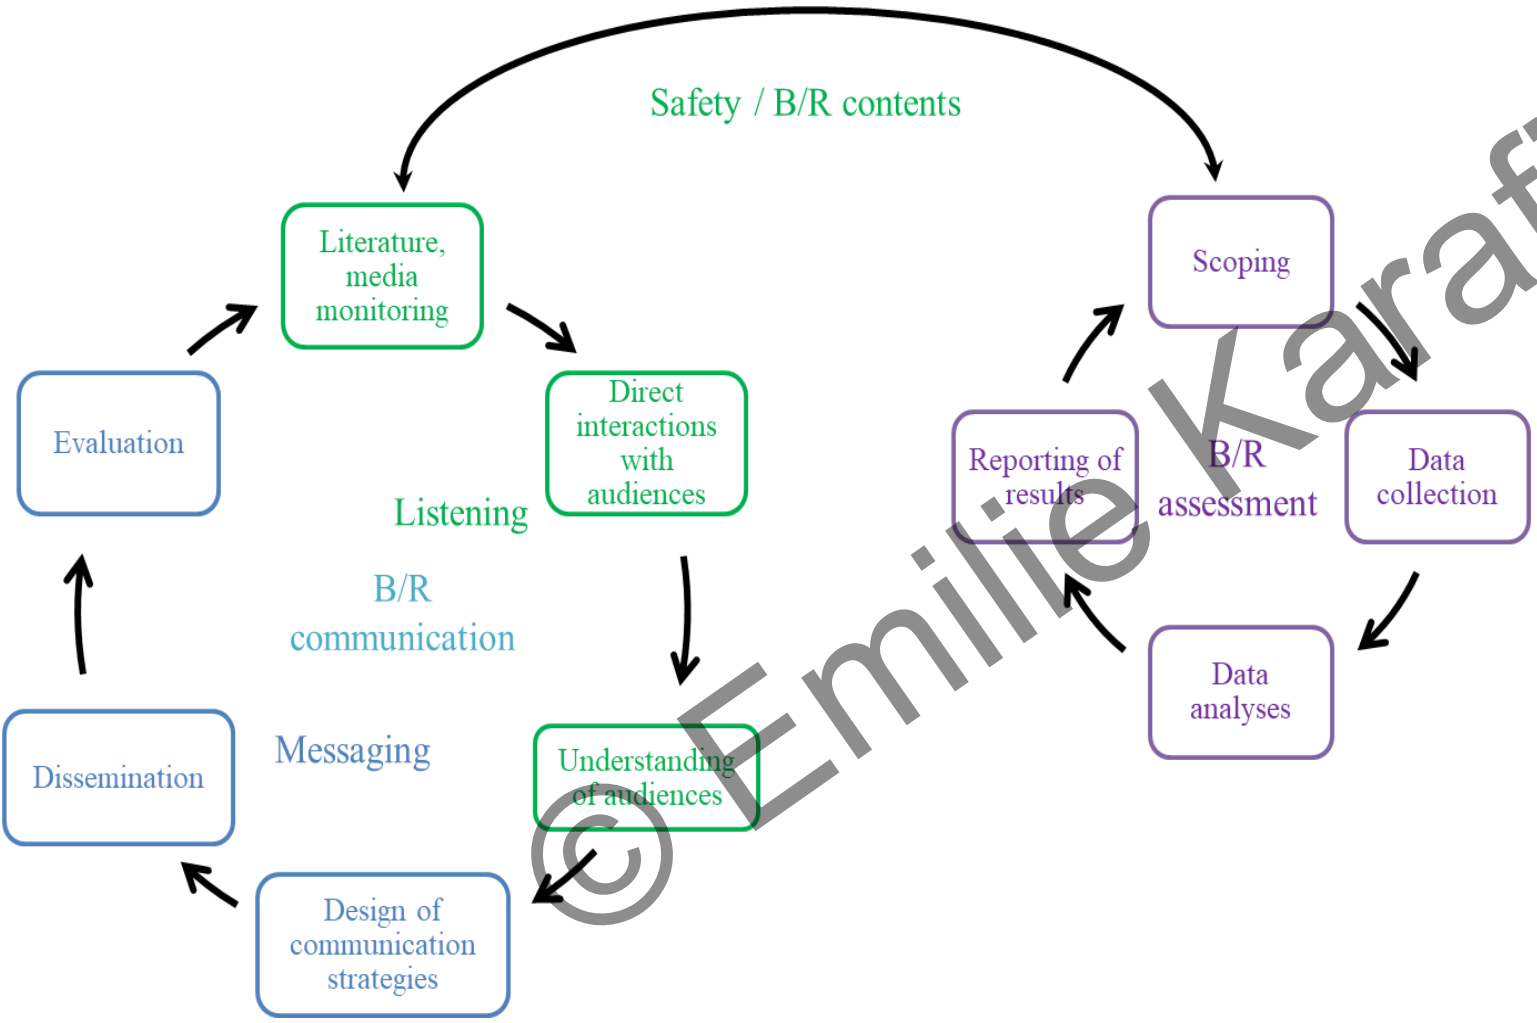 Safety / B/R contents
Literature,
media
monitoring
Scoping
Evaluation
Direct
interactions
with
audiences
Listening
B/R
communication
Messaging
Dissemination
Understanding
of audiences
Design of
communication
strategies
Reporting of
results
B/R
assessment
Data
collection
Data
analyses
© Emilie Karafi